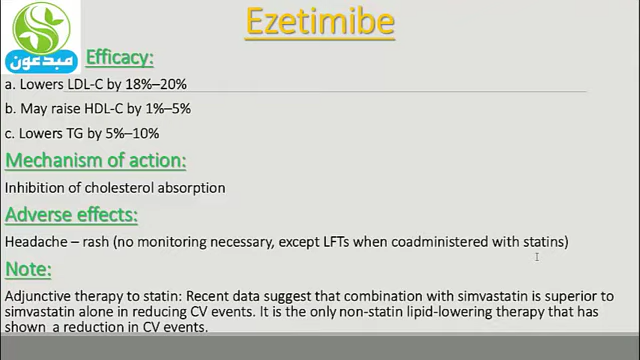 Ezetimibe
مبدعون
Efficacy:
a. Lowers LDL-C by 18%–20%
b. May raise HDL-C by 1%–5%
c. Lowers TG by 5%–10%
Mechanism of action:
Inhibition of cholesterol absorption
Adverse effects:
Headache – rash (no monitoring necessary, except LFTs when coadministered with statins)
Note:
Adjunctive therapy to statin: Recent data suggest that combination with simvastatin is superior to
simvastatin alone in reducing CV events. It is the only non-statin lipid-lowering therapy that has
shown a reduction in CV events.